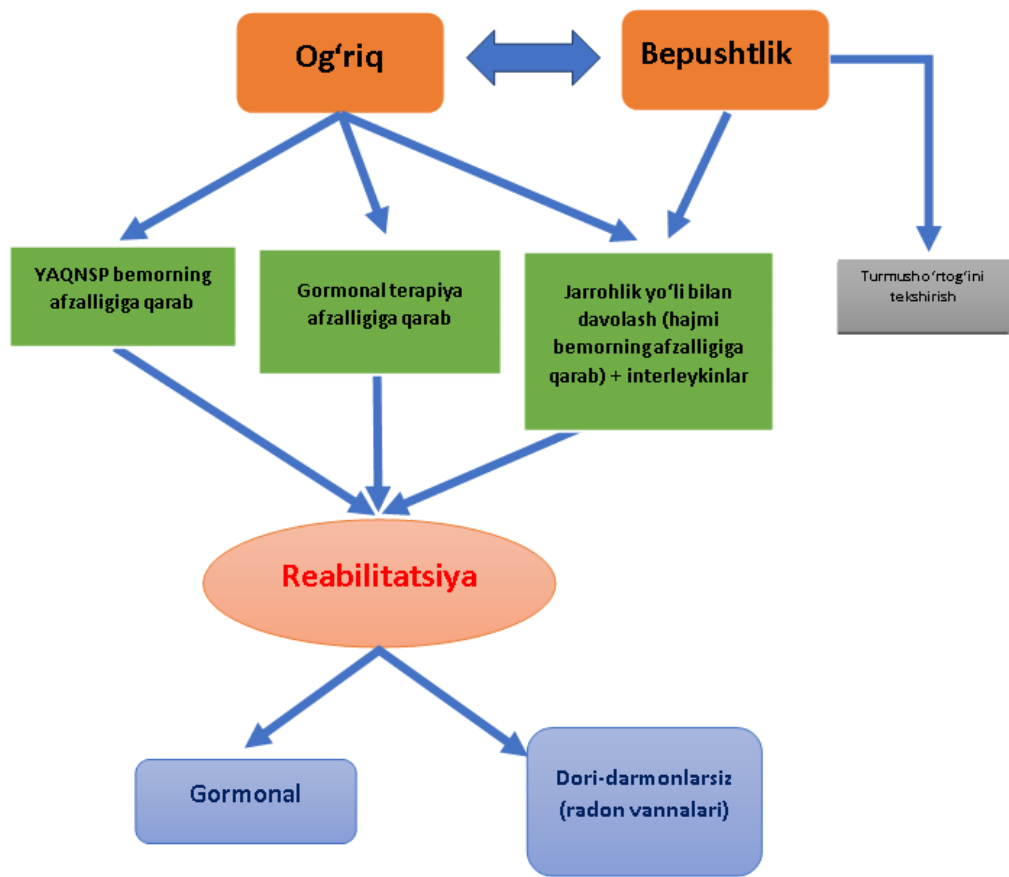 Og‘riq
Bepushtlik
YAQNSP bemorning
afzalligiga qarab
Gormonal terapiya
afzalligiga qarab
Jarrohlik yo‘li bilan
davolash (hajmi
bemorning afzalligiga
qarab) + interleykinlar
Turmush o‘rtog‘ini
tekshirish
Reabilitatsiya
Gormonal
Dori-darmonlarsiz
(radon vannalari)